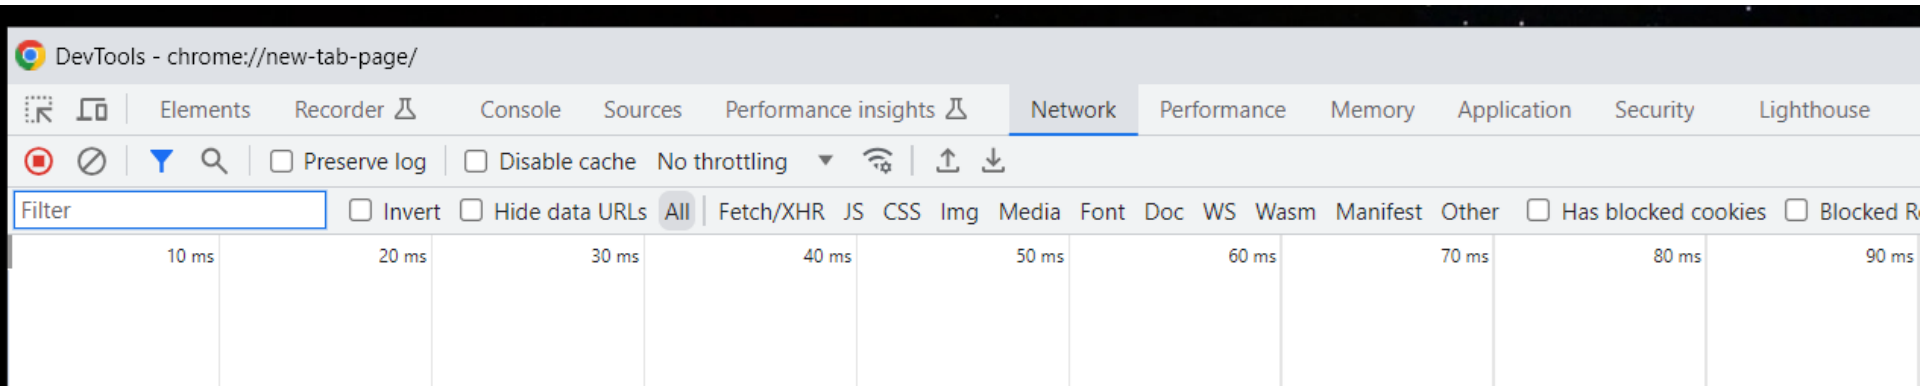 DevTools - chrome://new-tab-page/
Elements Recorder Console Sources Performance insights Network Performance Memory Application Security Lighthouse
Preserve log Disable cache No throttling
Filter Invert Hide data URLs All Fetch/XHR JS CSS Img Media Font Doc WS Wasm Manifest Other Has blocked cookies Blocked R
10 ms 20 ms 30 ms 40 ms 50 ms 60 ms 70 ms 80 ms 90 ms